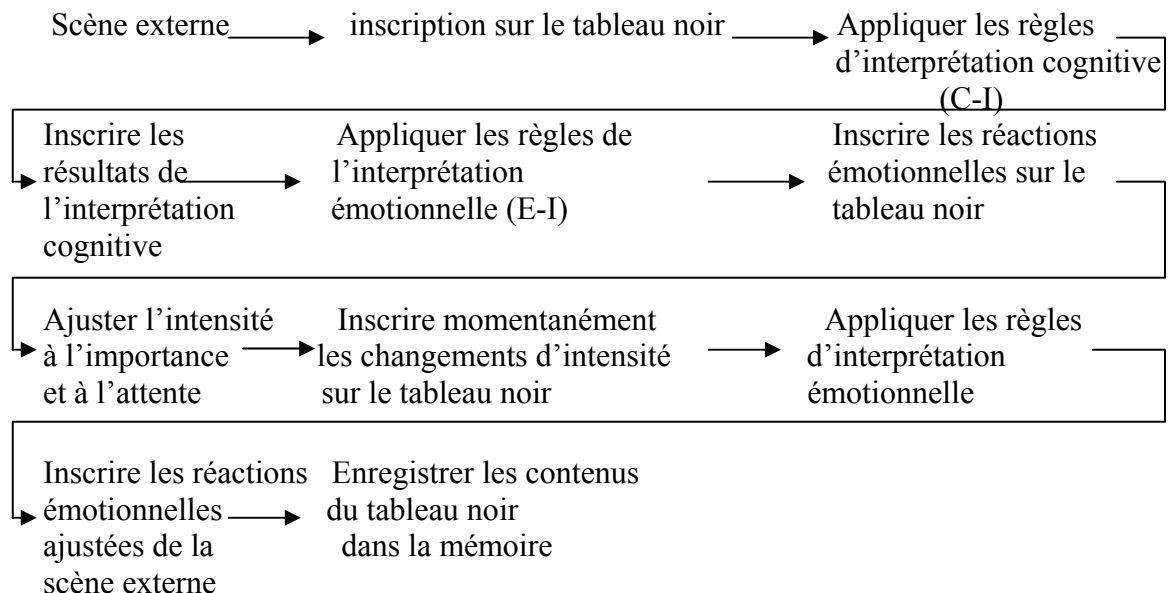 Scène externe
inscription sur le tableau noir
Appliquer les règles
d’interprétation cognitive
(C-I)
Inscrire les
résultats de
l’interprétation
cognitive
Appliquer les règles de
l’interprétation
émotionnelle (E-I)
Inscrire les réactions
émotionnelles sur le
tableau noir
Ajuster l’intensité
à l’importance
et à l’attente
Inscrire momentanément
les changements d’intensité
sur le tableau noir
Appliquer les règles
d’interprétation
émotionnelle
Inscrire les réactions
émotionnelles
ajustées de la
scène externe
Enregistrer les contenus
du tableau noir
dans la mémoire